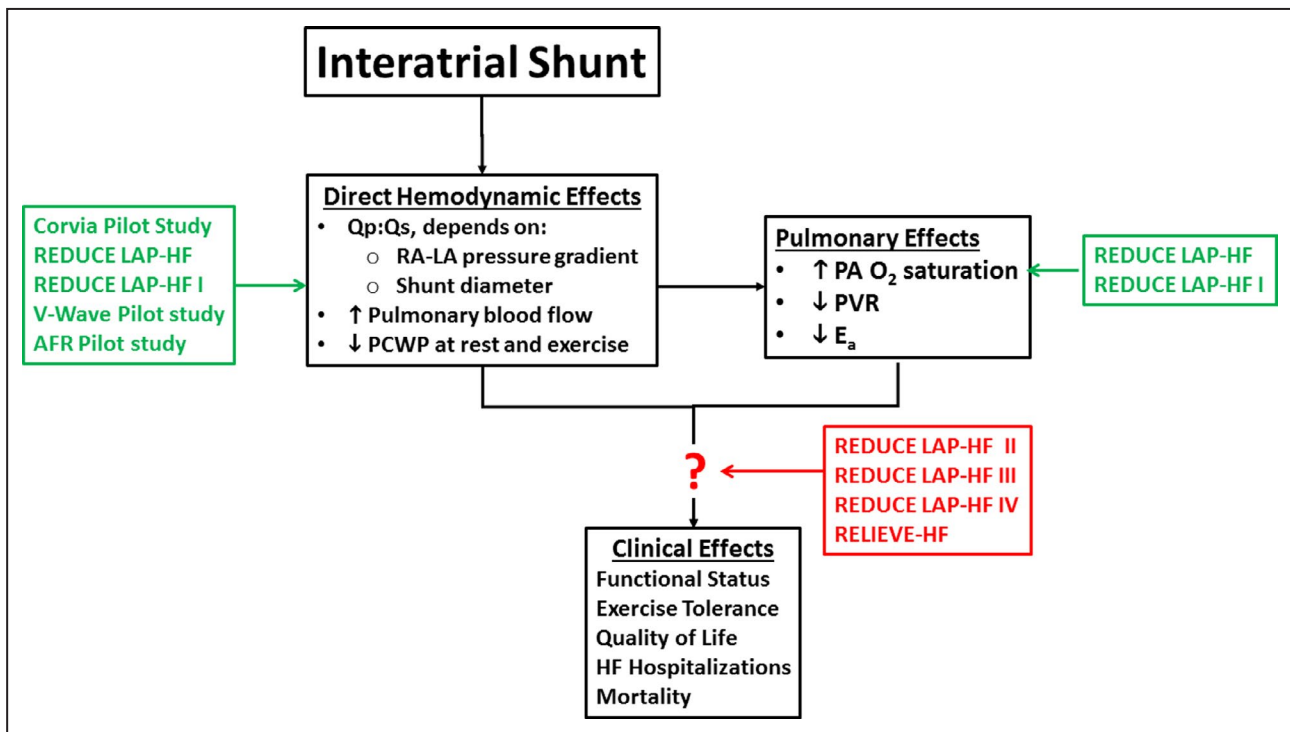 Interatrial Shunt
Direct Hemodynamic Effects
• Qp:Qs, depends on:
o RA-LA pressure gradient
o Shunt diameter
• ↑ Pulmonary blood flow
• ↓ PCWP at rest and exercise
Corvia Pilot Study
REDUCE LAP-HF
REDUCE LAP-HF I
V-Wave Pilot study
AFR Pilot study
Pulmonary Effects
• ↑ PA O₂ saturation
• ↓ PVR
• ↓ Eₐ
REDUCE LAP-HF
REDUCE LAP-HF I
?
REDUCE LAP-HF II
REDUCE LAP-HF III
REDUCE LAP-HF IV
RELIEVE-HF
Clinical Effects
Functional Status
Exercise Tolerance
Quality of Life
HF Hospitalizations
Mortality